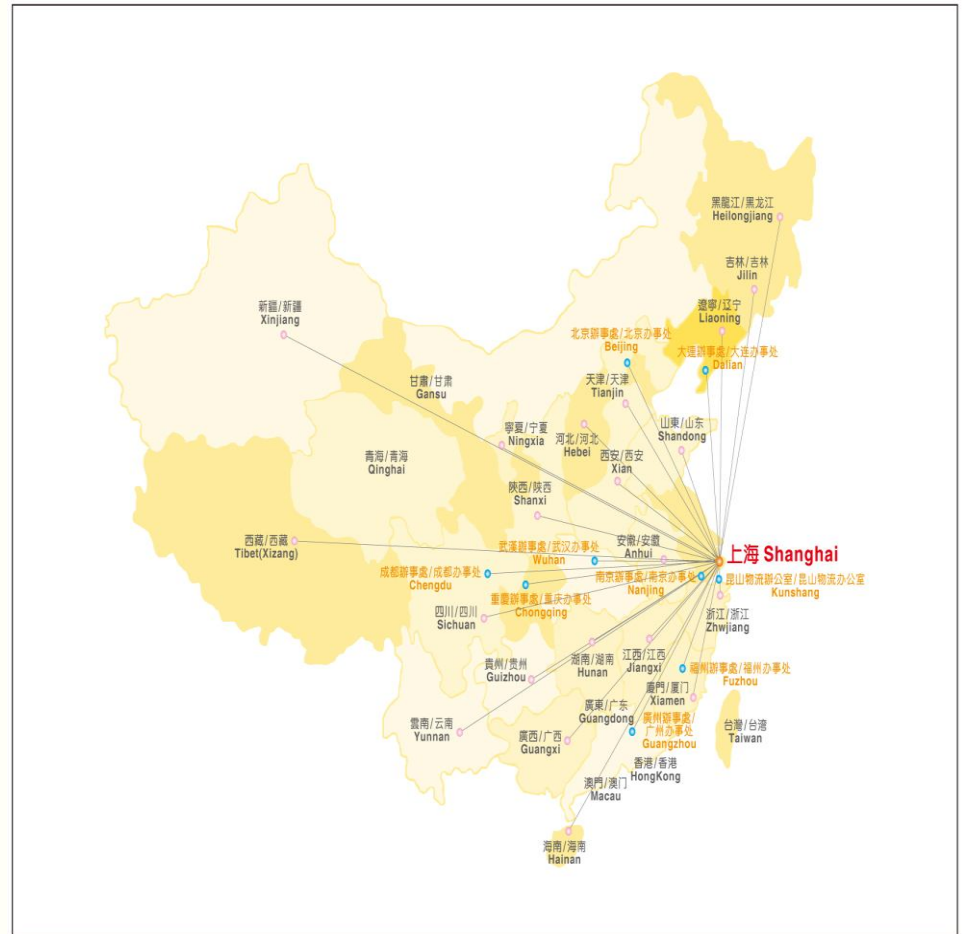 黑龍江/黑龙江
Heilongjiang
吉林/吉林
Jilin
遼寧/辽宁
Liaoning
新疆/新疆
Xinjiang
北京辦事處/北京办事处
Beijing
大連辦事處/大连办事处
Dalian
甘肅/甘肃
Gansu
天津/天津
Tianjin
山東/山东
Shandong
寧夏/宁夏
Ningxia
河北/河北
Hebei
青海/青海
Qinghai
西安/西安
Xian
陝西/陕西
Shanxi
西藏/西藏
Tibet(Xizang)
武漢辦事處/武汉办事处
Wuhan
安徽/安徽
Anhui
上海 Shanghai
成都辦事處/成都办事处
Chengdu
南京辦事處/南京办事处
Nanjing
昆山物流辦公室/昆山物流办公室
Kunshang
重慶辦事處/重庆办事处
Chongqing
四川/四川
Sichuan
浙江/浙江
Zhwjiang
貴州/贵州
Guizhou
湖南/湖南
Hunan
江西/江西
Jiangxi
福州辦事處/福州办事处
Fuzhou
廈門/厦门
Xiamen
雲南/云南
Yunnan
廣西/广西
Guangxi
廣東/广东
Guangdong
廣州辦事處/
广州办事处
Guangzhou
台灣/台湾
Taiwan
香港/香港
HongKong
澳門/澳门
Macau
海南/海南
Hainan